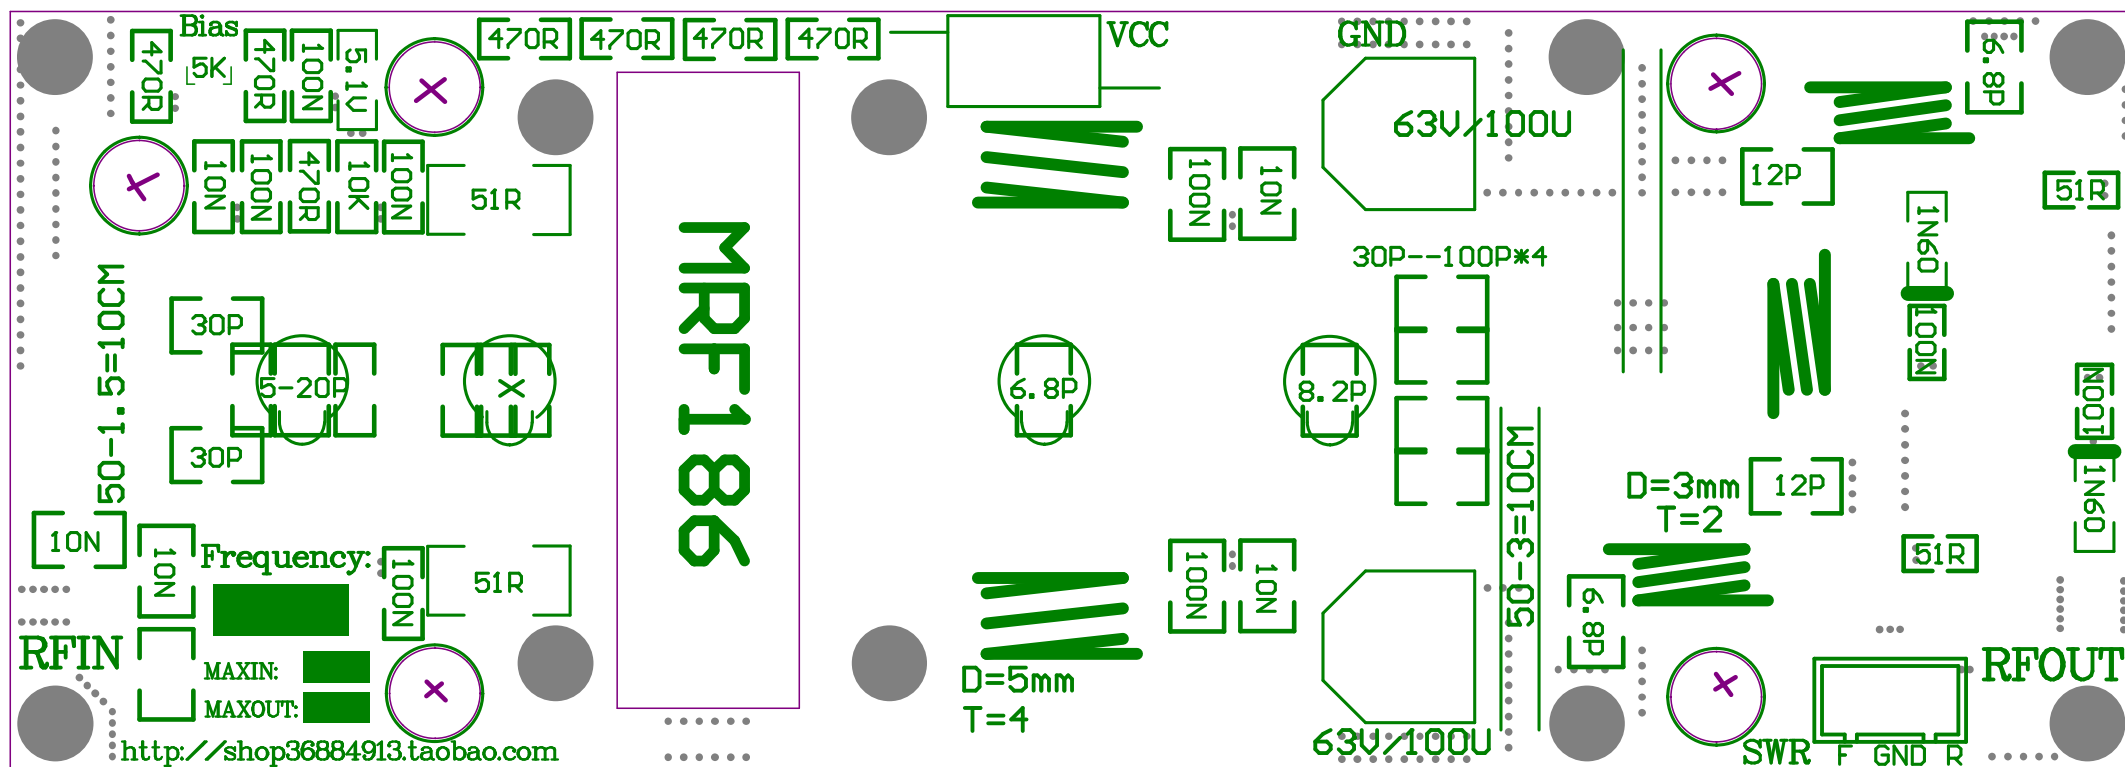 Bias
470R
5K
470R
100N
5.1V
470R
470R
470R
470R
VCC
GND
6.8P
63V/100U
10N
100N
470R
10K
100N
51R
100N
10N
12P
51R
1N60
MRF186
30P--100P*4
50-1.5=10CM
30P
5-20P
X
6.8P
8.2P
100N
100N
30P
50-3=10CM
D=3mm
T=2
12P
1N60
10N
10N
Frequency:
100N
51R
100N
10N
51R
6.8P
RFIN
MAXIN:
MAXOUT:
D=5mm
T=4
RFOUT
http://shop36884913.taobao.com
63V/100U
SWR
F GND R